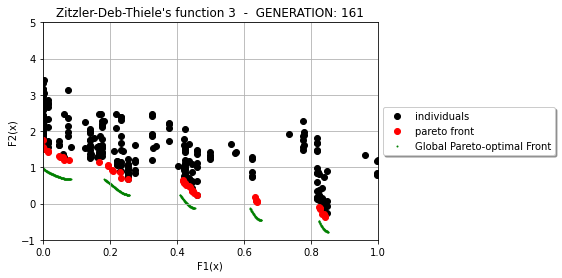 Zitzler-Deb-Thiele's function 3 - GENERATION: 161
5
4
3
2
1
0
−1
F2(x)
0.0 0.2 0.4 0.6 0.8 1.0
F1(x)
individuals
pareto front
Global Pareto-optimal Front